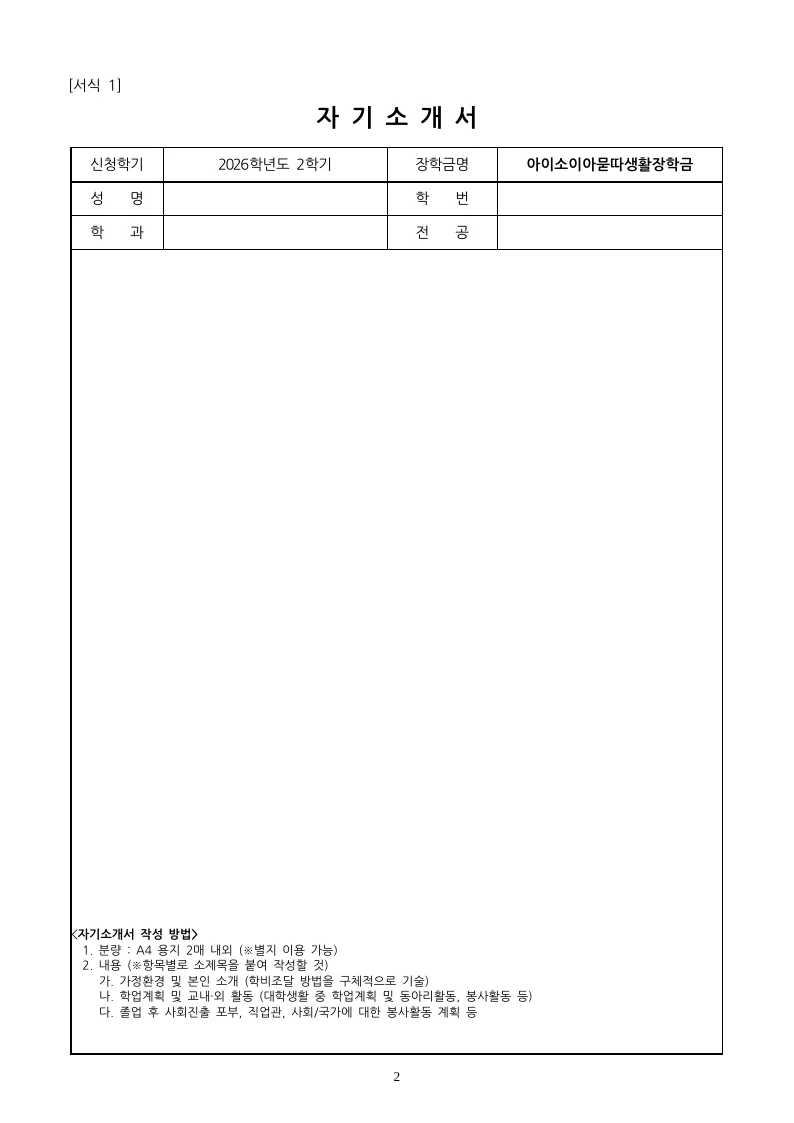 [서식 1]
자 기 소 개 서
신청학기 2026학년도 2학기 장학금명 아이소이아묻따생활장학금
성 명 학 번
학 과 전 공
<자기소개서 작성 방법>
1. 분량 : A4 용지 2매 내외 (※별지 이용 가능)
2. 내용 (※항목별로 소제목을 붙여 작성할 것)
가. 가정환경 및 본인 소개 (학비조달 방법을 구체적으로 기술)
나. 학업계획 및 교내·외 활동 (대학생활 중 학업계획 및 동아리활동, 봉사활동 등)
다. 졸업 후 사회진출 포부, 직업관, 사회/국가에 대한 봉사활동 계획 등
2